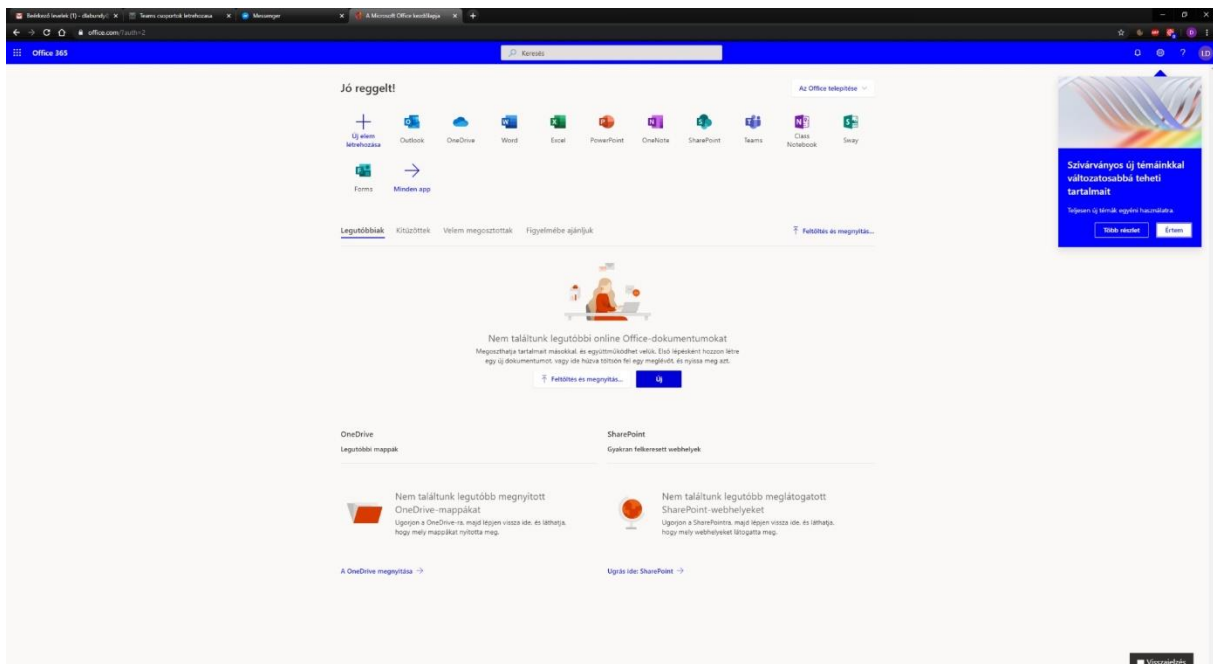 Teams csoportok létrehozása
Messenger
A Microsoft Office kezdőlapja
office.com/?auth=2
Office 365
Keresés
LD
Jó reggelt!
Az Office telepítése
Új elem létrehozása
Outlook
OneDrive
Word
Excel
PowerPoint
OneNote
SharePoint
Teams
Class Notebook
Sway
Forms
Minden app
Szivárványos új témáinkkal
változatosabbá teheti
tartalmait
Teljesen új témák egyéni használatra.
Több részlet
Értem
Legutóbbiak
Kitűzöttek
Velem megosztottak
Figyelmébe ajánljuk
Feltöltés és megnyitás...
Nem találtunk legutóbbi online Office-dokumentumokat
Megoszthatja tartalmait másokkal, és együttműködhet velük. Első lépésként hozzon létre
egy új dokumentumot, vagy ide húzva töltsön fel egy meglévőt, és nyissa meg azt.
Feltöltés és megnyitás...
Új
OneDrive
Legutóbbi mappák
SharePoint
Gyakran felkeresett webhelyek
Nem találtunk legutóbb megnyitott
OneDrive-mappákat
Ugorjon a OneDrive-ra, majd lépjen vissza ide, és láthatja,
hogy mely mappákat nyitotta meg.
Nem találtunk legutóbb meglátogatott
SharePoint-webhelyeket
Ugorjon a SharePointra, majd lépjen vissza ide, és láthatja,
hogy mely webhelyeket látogatta meg.
A OneDrive megnyitása →
Ugrás ide: SharePoint →
Visszajelzés